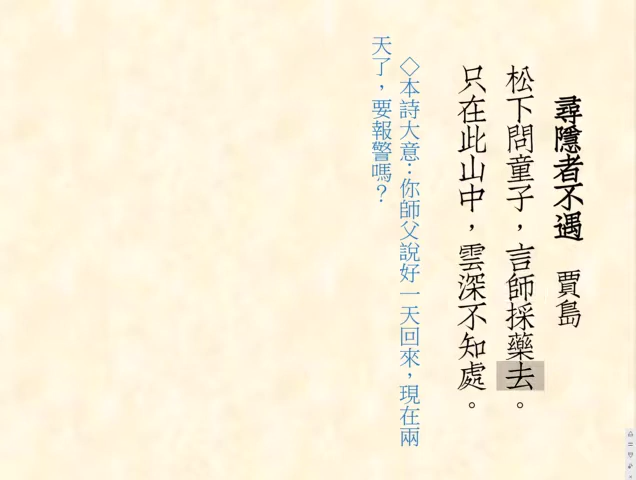 尋隱者不遇　賈島
松下問童子，言師採藥去。
只在此山中，雲深不知處。
◇本詩大意：你師父說好一天回來，現在兩
天了，要報警嗎？